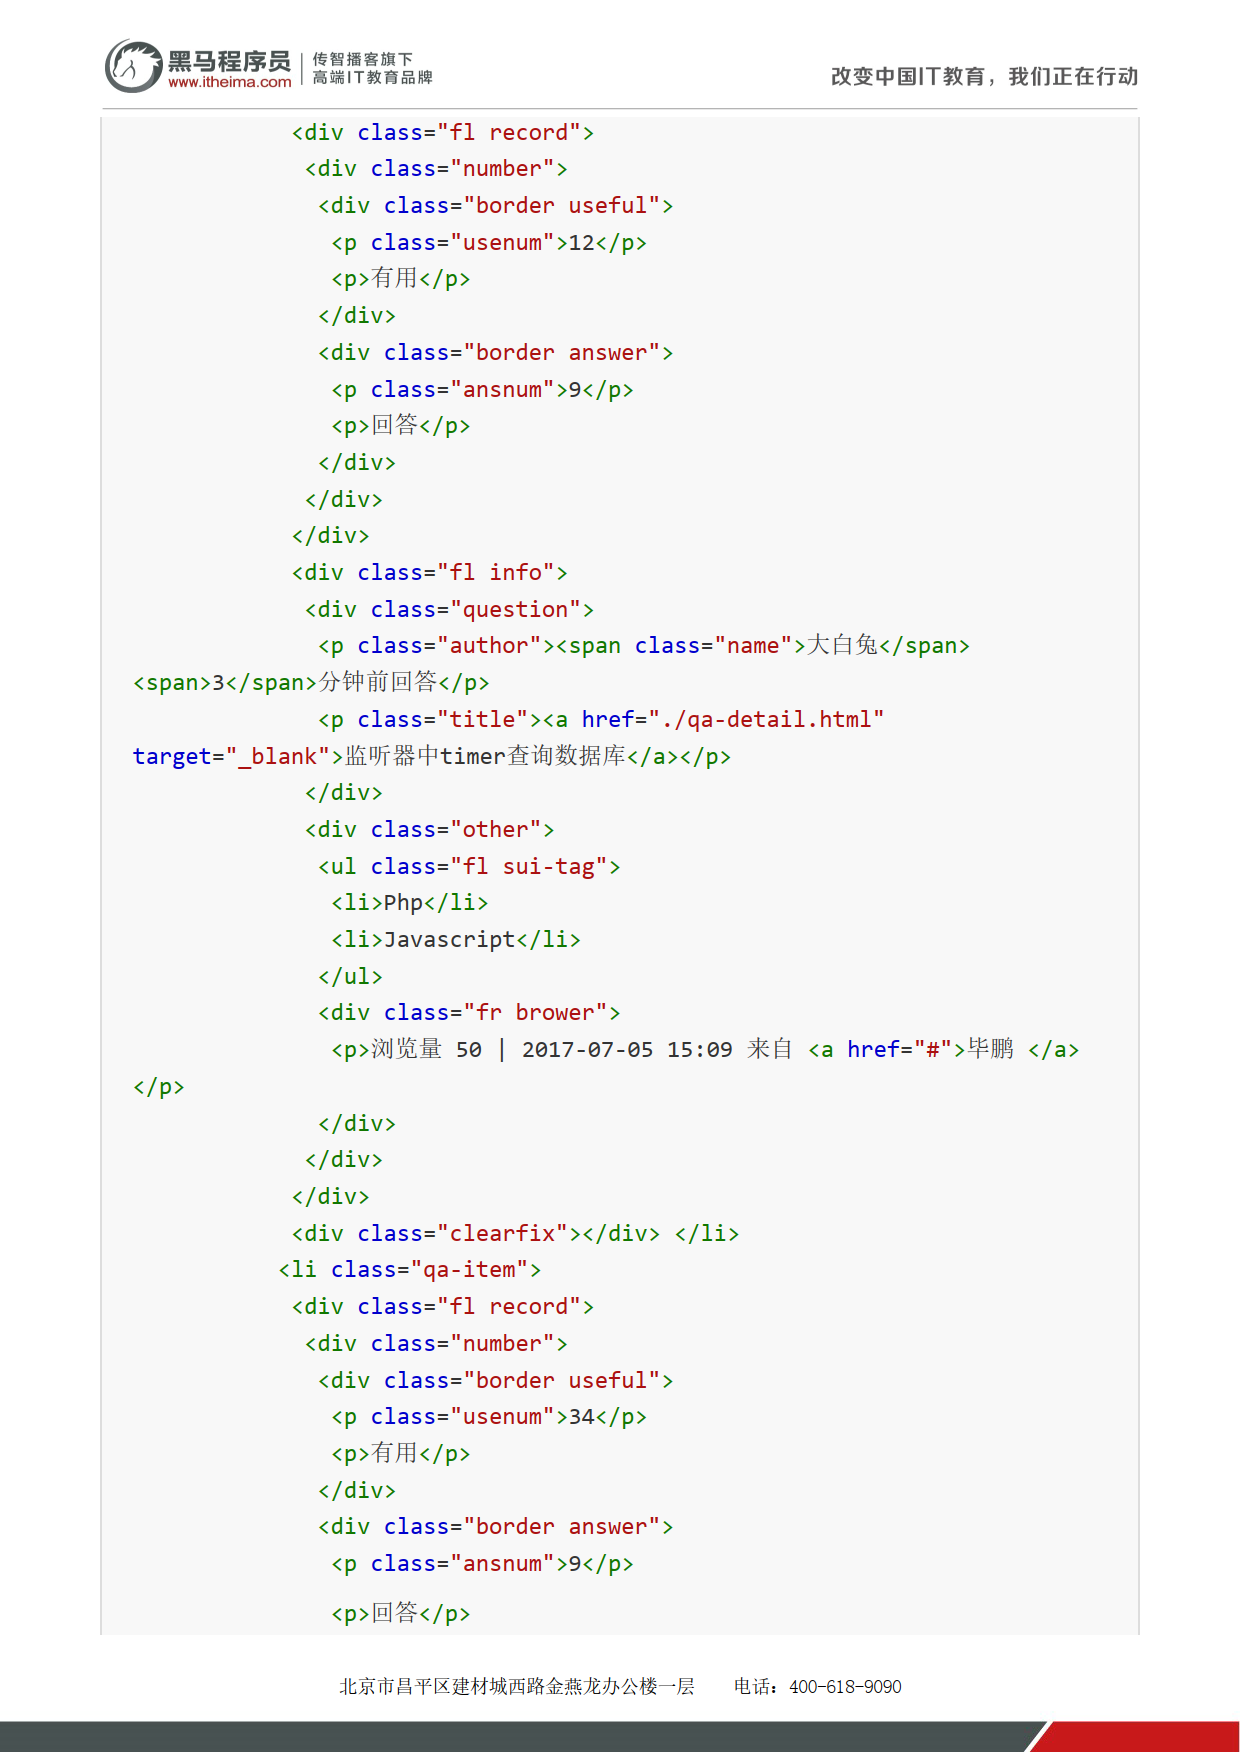 黑马程序员
www.itheima.com
传智播客旗下
高端IT教育品牌
改变中国IT教育，我们正在行动
<div class="fl record">
<div class="number">
<div class="border useful">
<p class="usenum">12</p>
<p>有用</p>
</div>
<div class="border answer">
<p class="ansnum">9</p>
<p>回答</p>
</div>
</div>
</div>
<div class="fl info">
<div class="question">
<p class="author"><span class="name">大白兔</span>
<span>3</span>分钟前回答</p>
<p class="title"><a href="./qa-detail.html"
target="_blank">监听器中timer查询数据库</a></p>
</div>
<div class="other">
<ul class="fl sui-tag">
<li>Php</li>
<li>Javascript</li>
</ul>
<div class="fr brower">
<p>浏览量 50 | 2017-07-05 15:09 来自 <a href="#">毕鹏 </a>
</p>
</div>
</div>
</div>
<div class="clearfix"></div> </li>
<li class="qa-item">
<div class="fl record">
<div class="number">
<div class="border useful">
<p class="usenum">34</p>
<p>有用</p>
</div>
<div class="border answer">
<p class="ansnum">9</p>
<p>回答</p>
北京市昌平区建材城西路金燕龙办公楼一层 电话：400-618-9090